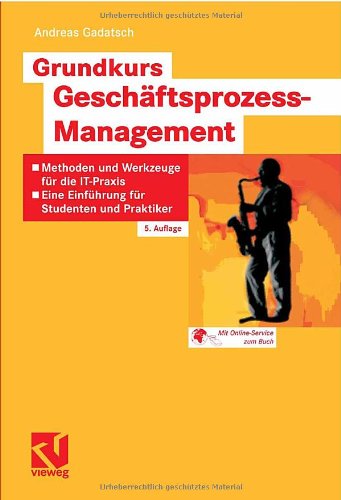 Urheberrechtlich geschütztes Material
Andreas Gadatsch
Grundkurs
Geschäftsprozess-
Management
Methoden und Werkzeuge
für die IT-Praxis
Eine Einführung für
Studenten und Praktiker
5. Auflage
Mit Online-Service
zum Buch
vieweg
Urheberrechtlich geschütztes Material